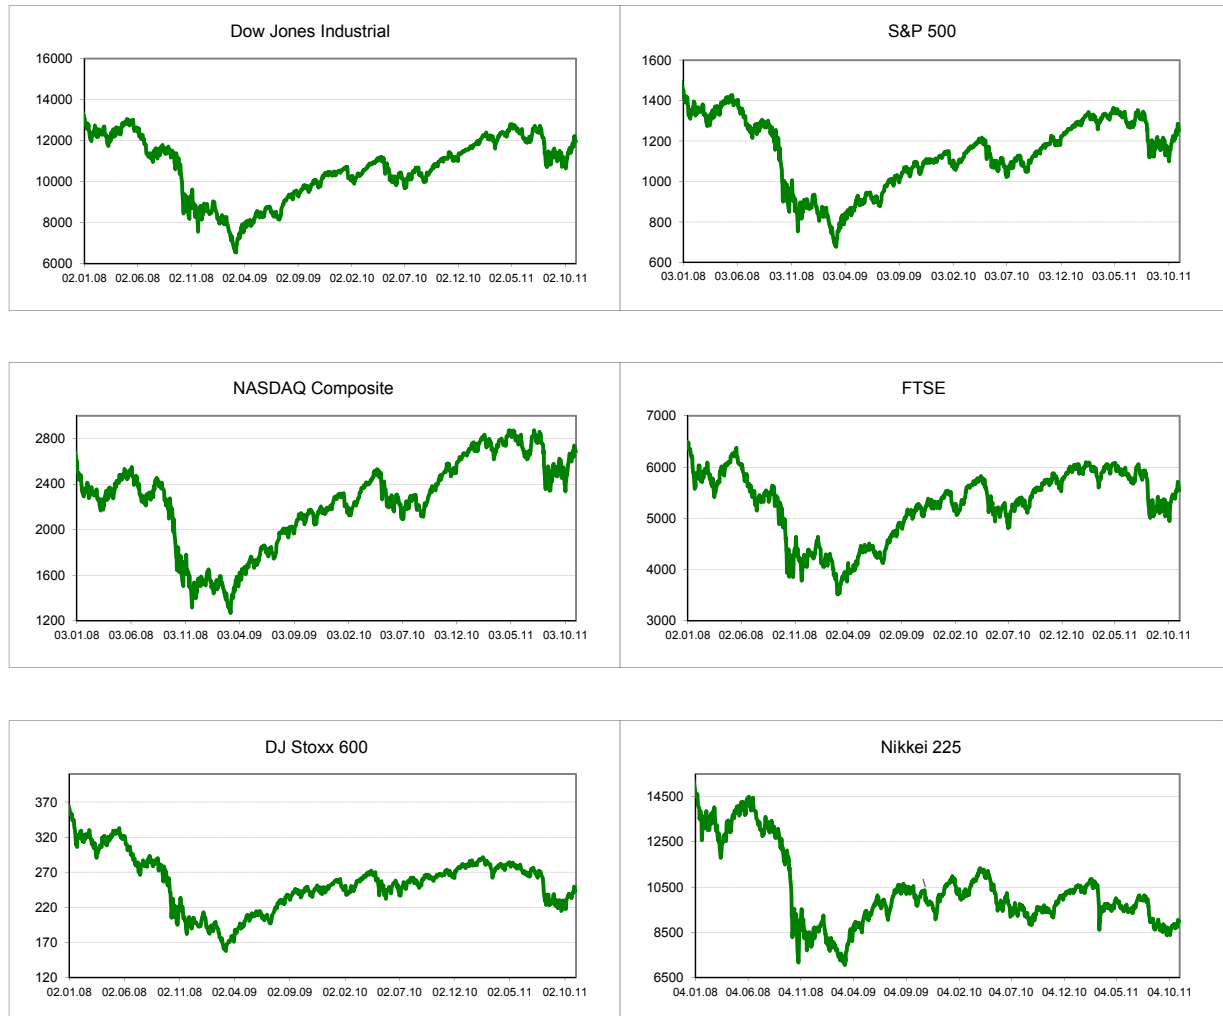 Dow Jones Industrial
16000
14000
12000
10000
8000
6000
02.01.08 02.06.08 02.11.08 02.04.09 02.09.09 02.02.10 02.07.10 02.12.10 02.05.11 02.10.11
S&P 500
1600
1400
1200
1000
800
600
03.01.08 03.06.08 03.11.08 03.04.09 03.09.09 03.02.10 03.07.10 03.12.10 03.05.11 03.10.11
NASDAQ Composite
2800
2400
2000
1600
1200
03.01.08 03.06.08 03.11.08 03.04.09 03.09.09 03.02.10 03.07.10 03.12.10 03.05.11 03.10.11
FTSE
7000
6000
5000
4000
3000
02.01.08 02.06.08 02.11.08 02.04.09 02.09.09 02.02.10 02.07.10 02.12.10 02.05.11 02.10.11
DJ Stoxx 600
370
320
270
220
170
120
02.01.08 02.06.08 02.11.08 02.04.09 02.09.09 02.02.10 02.07.10 02.12.10 02.05.11 02.10.11
Nikkei 225
14500
12500
10500
8500
6500
04.01.08 04.06.08 04.11.08 04.04.09 04.09.09 04.02.10 04.07.10 04.12.10 04.05.11 04.10.11